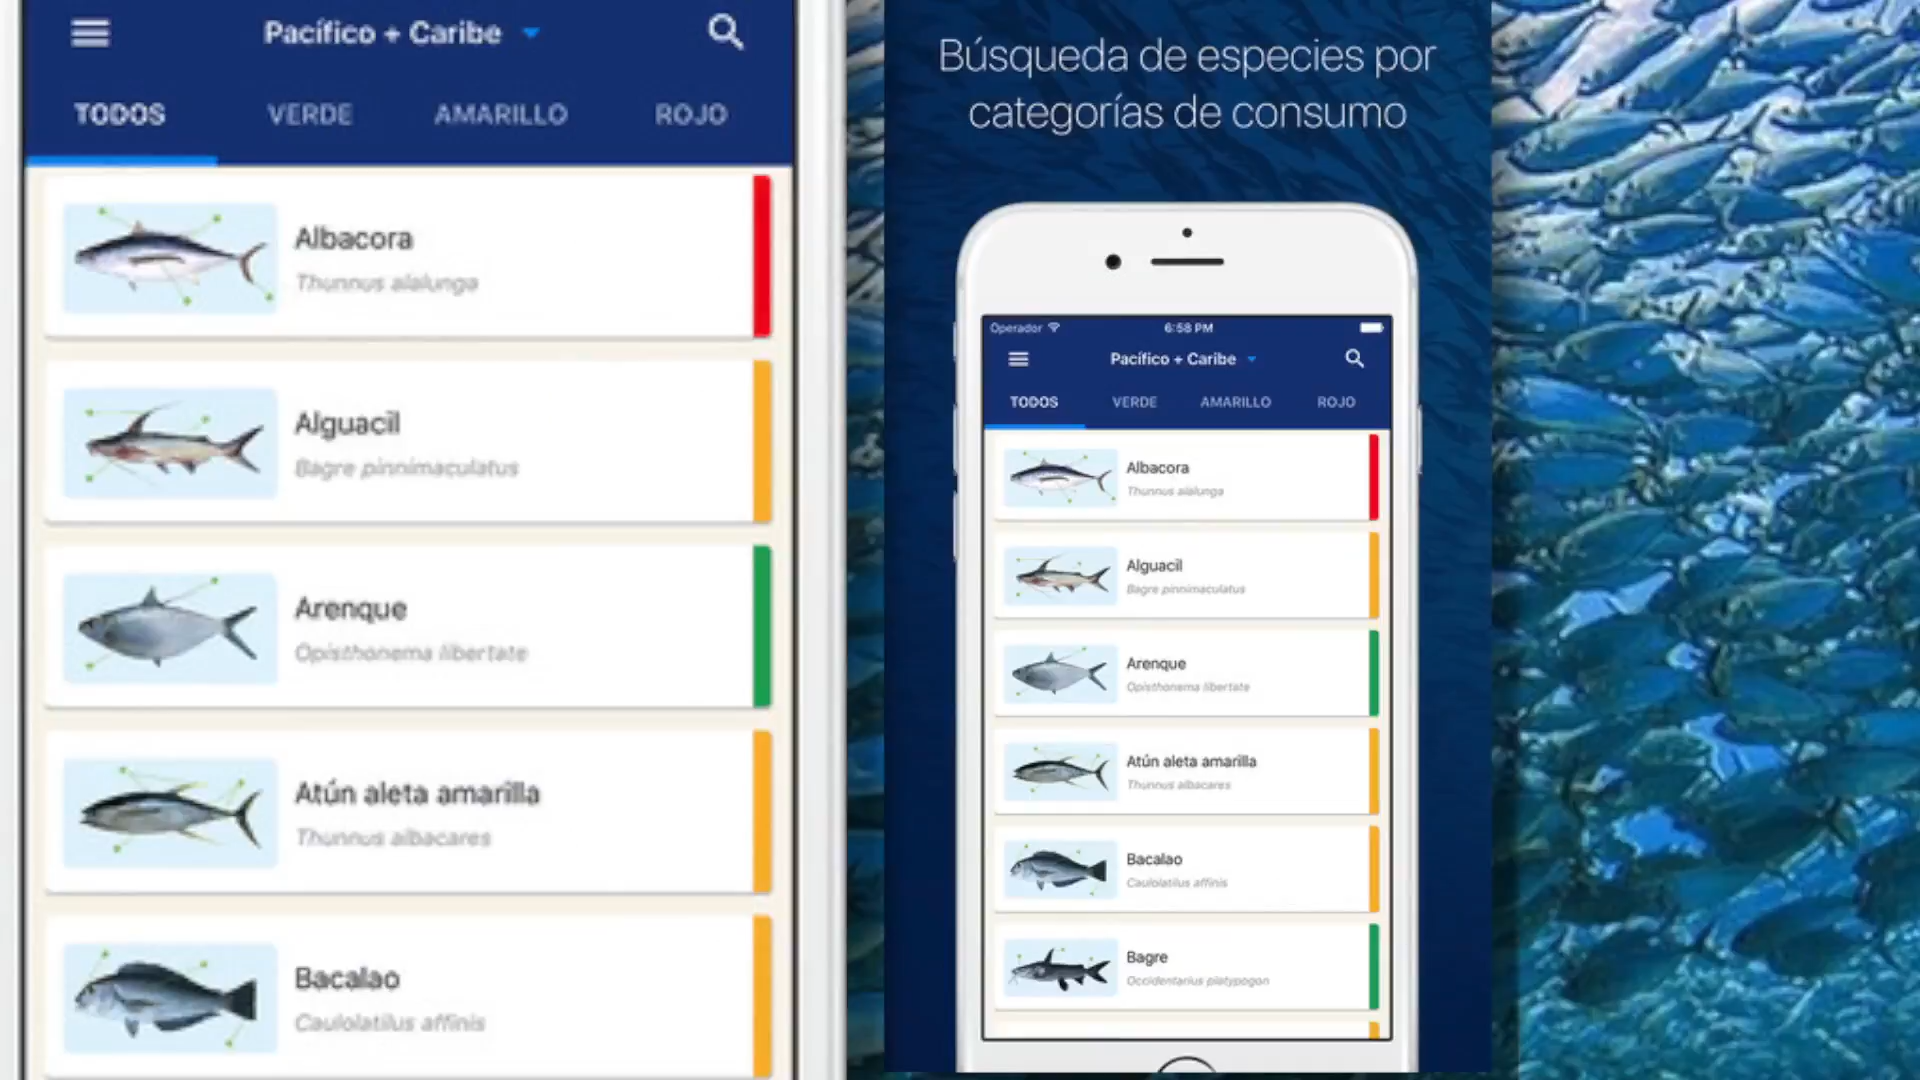 Pacífico + Caribe
TODOS VERDE AMARILLO ROJO
Albacora
Thunnus alalunga
Alguacil
Bagre pinnimaculatus
Arenque
Opisthonema libertate
Atún aleta amarilla
Thunnus albacares
Bacalao
Caulolatilus affinis
Búsqueda de especies por
categorías de consumo
Operador 6:58 PM
Pacífico + Caribe
TODOS VERDE AMARILLO ROJO
Albacora
Thunnus alalunga
Alguacil
Bagre pinnimaculatus
Arenque
Opisthonema libertate
Atún aleta amarilla
Thunnus albacares
Bacalao
Caulolatilus affinis
Bagre
Occidentarius platypogon